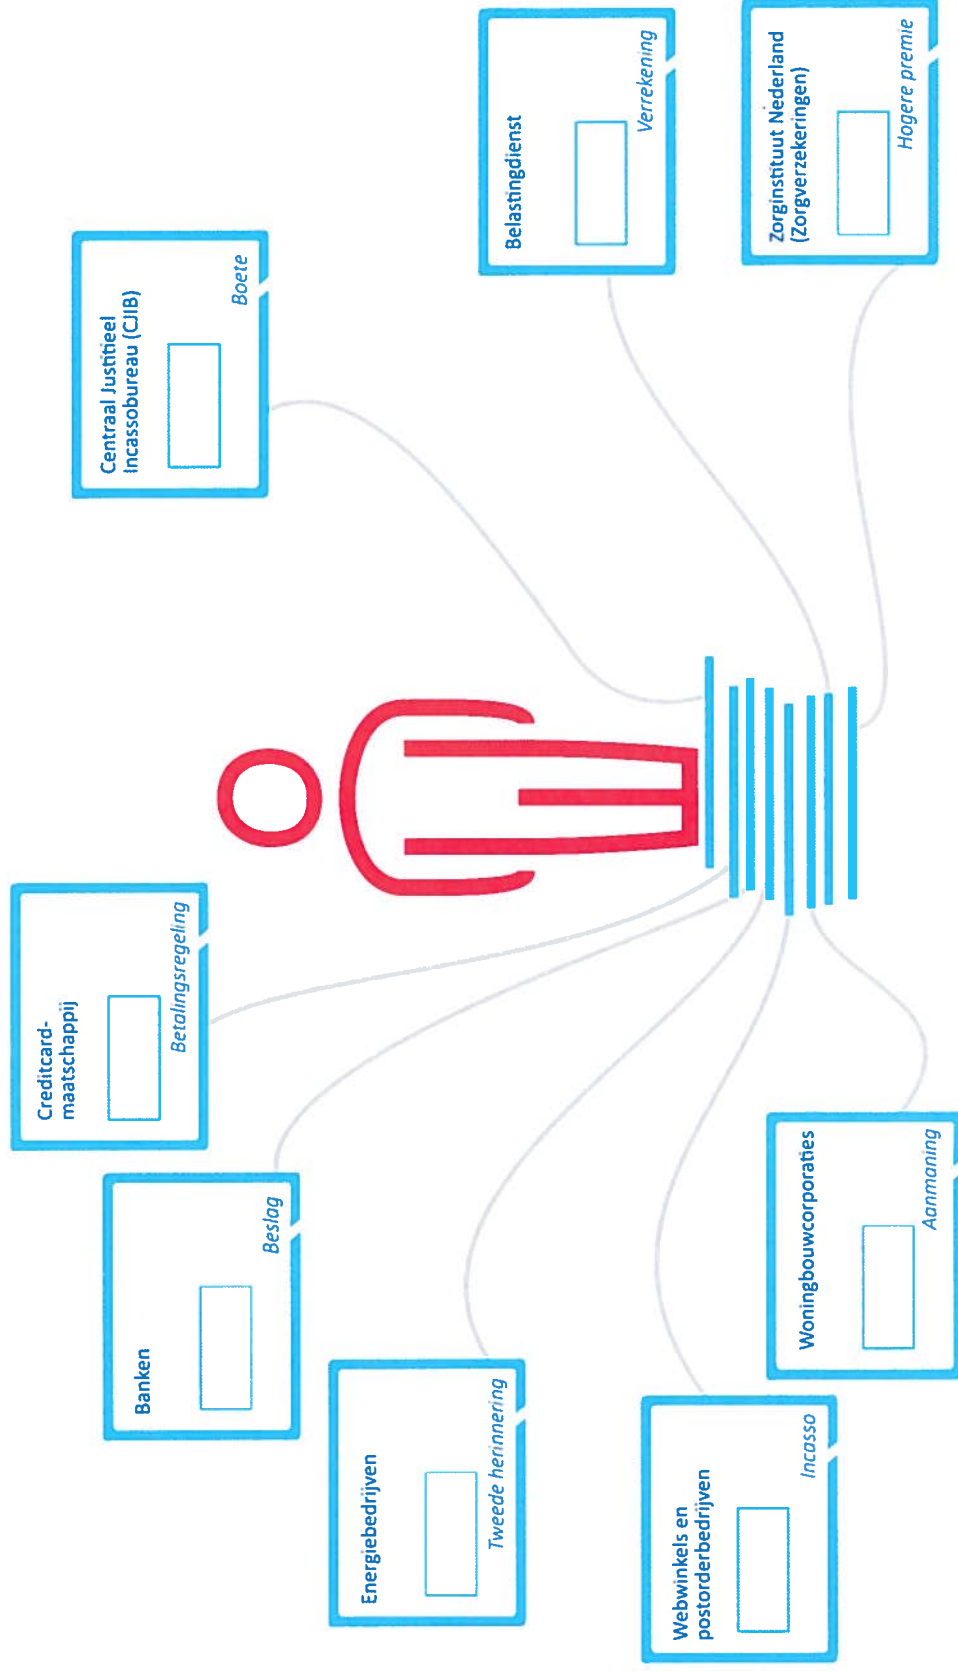 Creditcard-
maatschappij
Betalingsregeling
Banken
Beslag
Energiebedrijven
Tweede herinnering
Webwinkels en
postorderbedrijven
Incasso
Woningbouwcorporaties
Aanmaning
Centraal Justitieel
Incassobureau (CJIB)
Boete
Belastingdienst
Verrekening
Zorginstituut Nederland
(Zorgverzekeringen)
Hogere premie